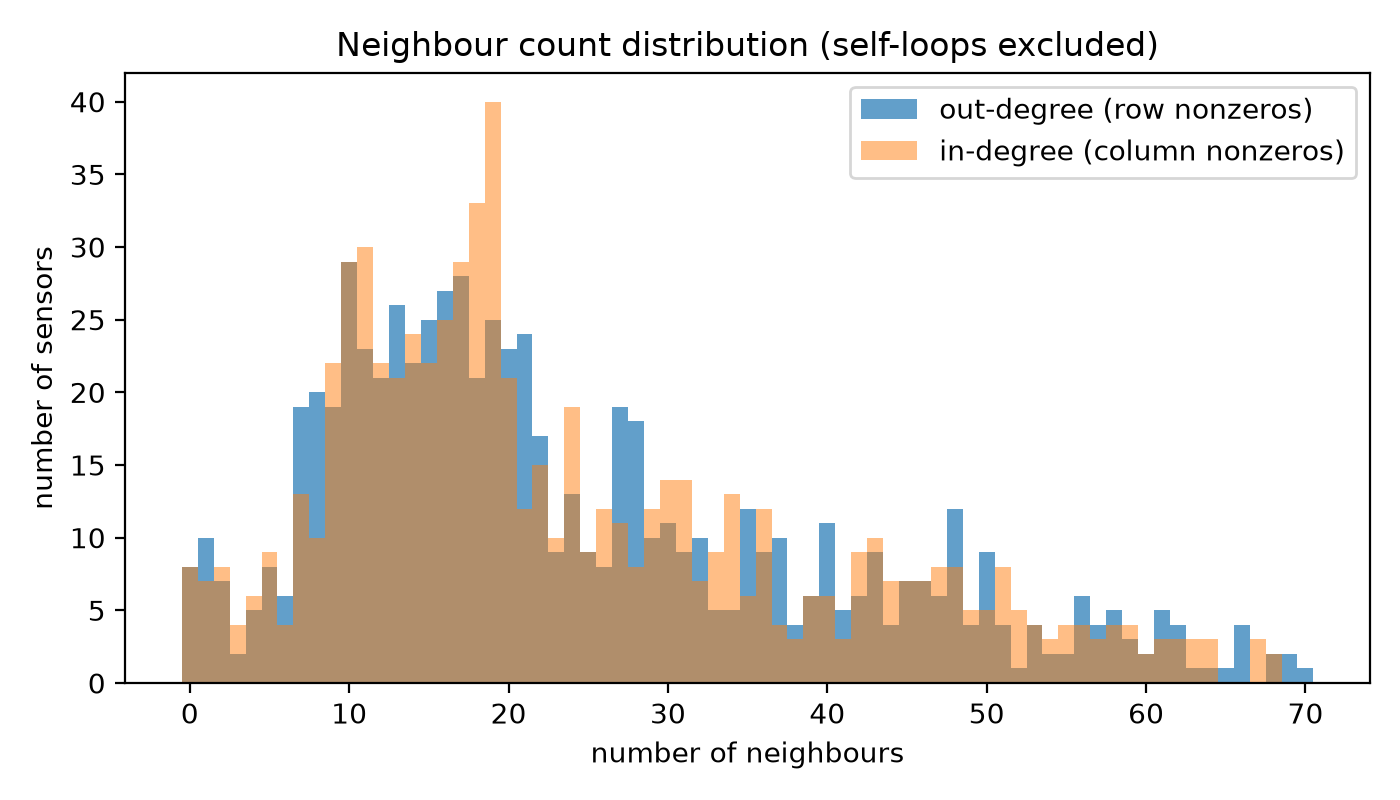 Neighbour count distribution (self-loops excluded)
out-degree (row nonzeros)
in-degree (column nonzeros)
number of sensors
40
35
30
25
20
15
10
5
0
0 10 20 30 40 50 60 70
number of neighbours